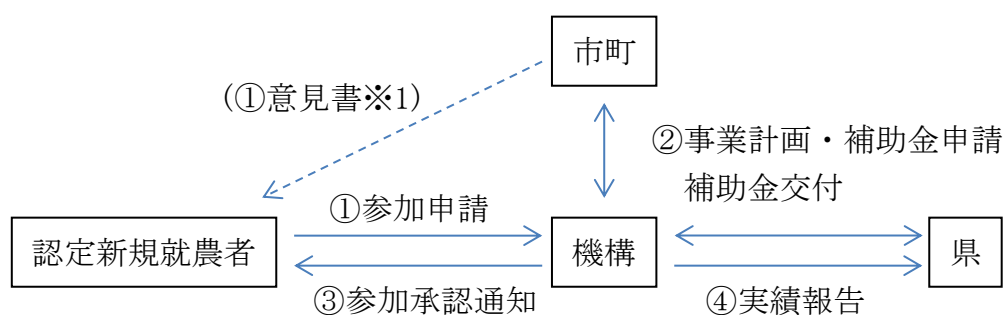 市町
(①意見書※1)
②事業計画・補助金申請
補助金交付
①参加申請
認定新規就農者
機構
県
③参加承認通知
④実績報告